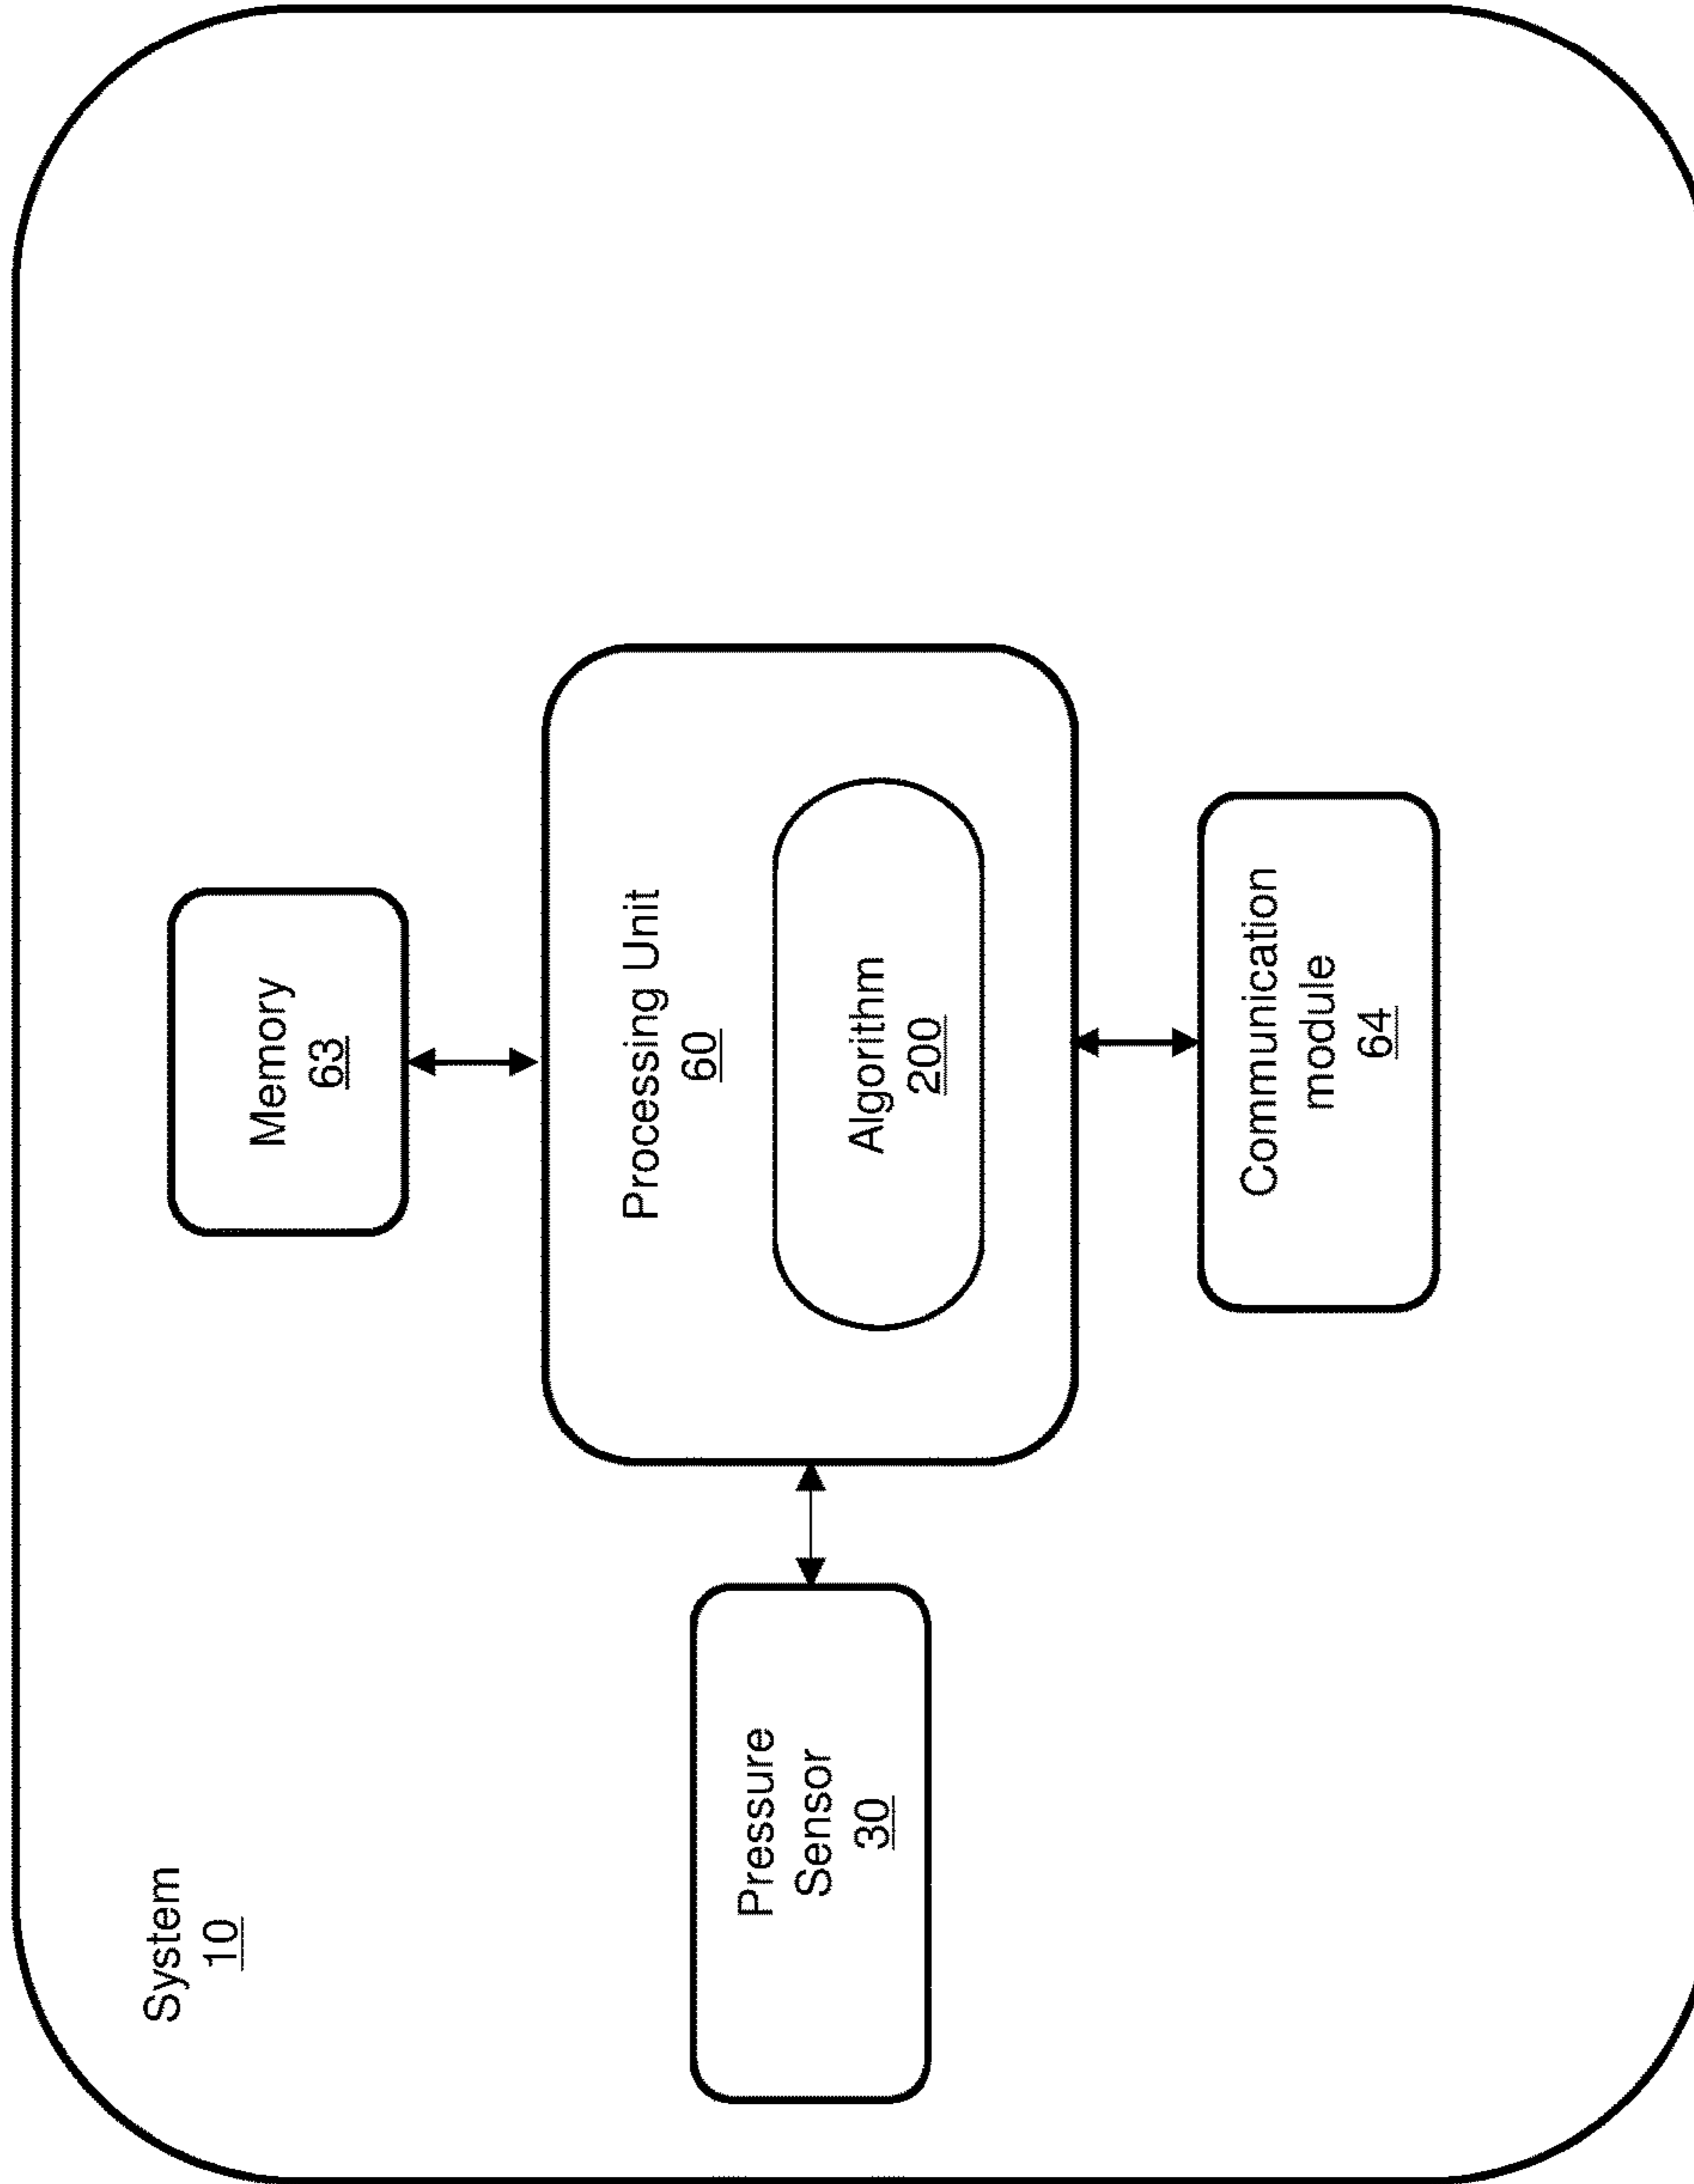 System
10
Memory
63
Processing Unit
60
Algorithm
200
Pressure
Sensor
30
Communication
module
64